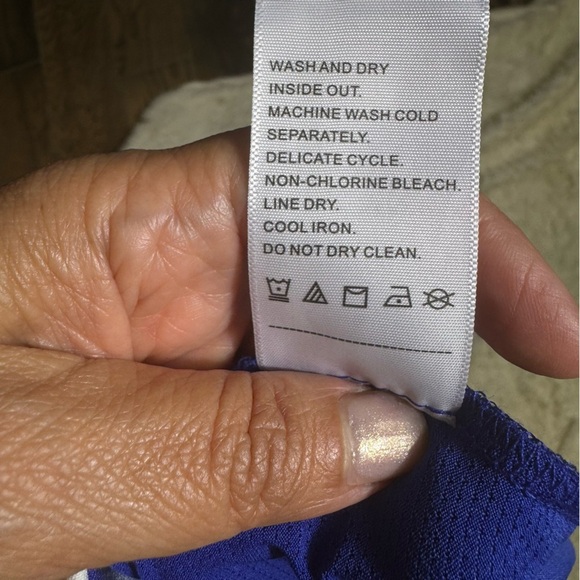 WASH AND DRY
INSIDE OUT.
MACHINE WASH COLD
SEPARATELY.
DELICATE CYCLE.
NON-CHLORINE BLEACH.
LINE DRY.
COOL IRON.
DO NOT DRY CLEAN.